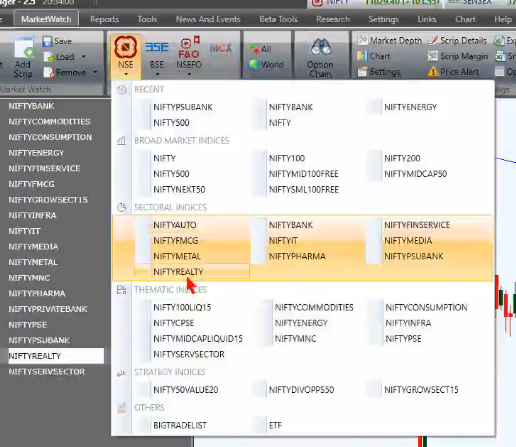 2.5 20:54:00 NIFTY (11029.40 (+103.55) SENSEX
MarketWatch Reports Tools News And Events Beta Tools Research Settings Links Chart Help
Add Scrip Save Load Remove NSE BSE NSEFO MCX All World Option Chain Market Depth Chart Settings Scrip Details Scrip Margin Price Alert
BSE F&O MCX
Market Watch
NIFTYBANK
NIFTYCOMMODITIES
NIFTYCONSUMPTION
NIFTYENERGY
NIFTYFINSERVICE
NIFTYFMCG
NIFTYGROWSECT15
NIFTYINFRA
NIFTYIT
NIFTYMEDIA
NIFTYMETAL
NIFTYMNC
NIFTYPHARMA
NIFTYPRIVATEBANK
NIFTYPSE
NIFTYPSUBANK
NIFTYREALTY
NIFTYSERVSECTOR
RECENT
NIFTYPSUBANK NIFTYBANK NIFTYENERGY
NIFTY500 NIFTY
BROAD MARKET INDICES
NIFTY NIFTY100 NIFTY200
NIFTY500 NIFTYMID100FREE NIFTYMIDCAP50
NIFTYNEXT50 NIFTYSML100FREE
SECTORAL INDICES
NIFTYAUTO NIFTYBANK NIFTYFINSERVICE
NIFTYFMCG NIFTYIT NIFTYMEDIA
NIFTYMETAL NIFTYPHARMA NIFTYPSUBANK
NIFTYREALTY
THEMATIC INDICES
NIFTY100LIQ15 NIFTYCOMMODITIES NIFTYCONSUMPTION
NIFTYCPSE NIFTYENERGY NIFTYINFRA
NIFTYMIDCAPLIQUID15 NIFTYMNC NIFTYPSE
NIFTYSERVSECTOR
STRATEGY INDICES
NIFTY50VALUE20 NIFTYDIVOPPS50 NIFTYGROWSECT15
OTHERS
BIGTRADELIST ETF